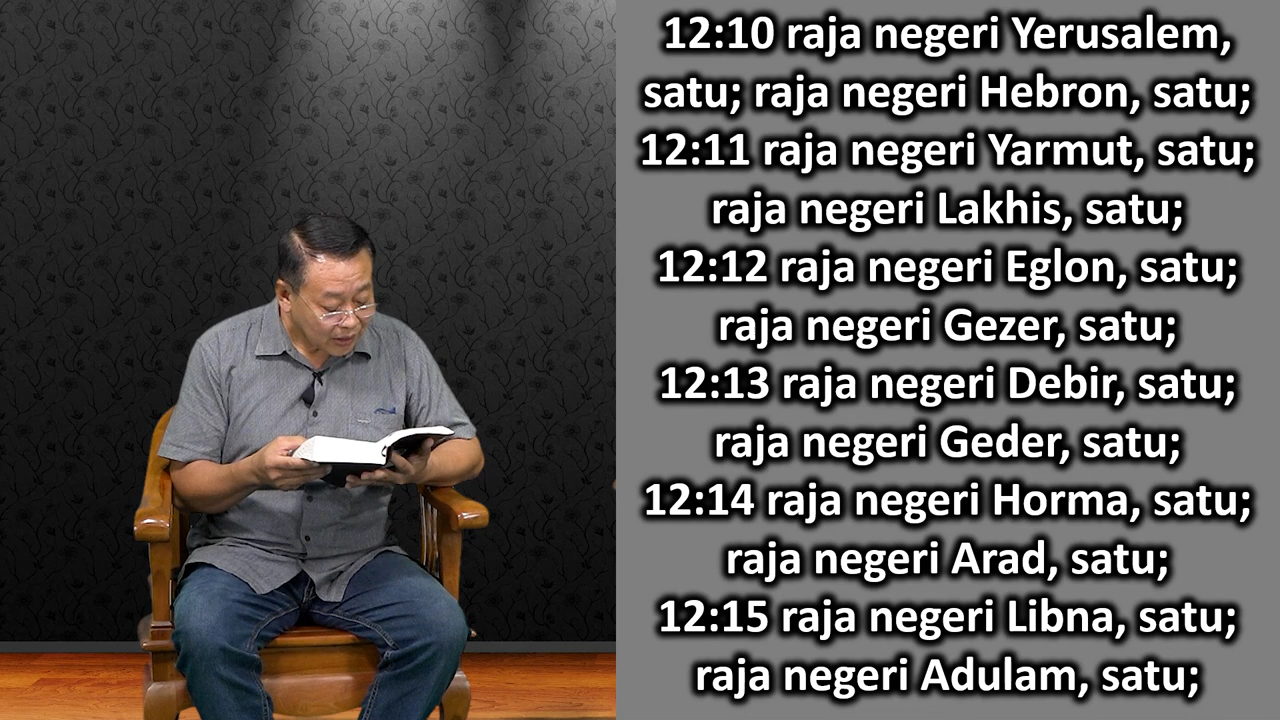 12:10 raja negeri Yerusalem,
satu; raja negeri Hebron, satu;
12:11 raja negeri Yarmut, satu;
raja negeri Lakhis, satu;
12:12 raja negeri Eglon, satu;
raja negeri Gezer, satu;
12:13 raja negeri Debir, satu;
raja negeri Geder, satu;
12:14 raja negeri Horma, satu;
raja negeri Arad, satu;
12:15 raja negeri Libna, satu;
raja negeri Adulam, satu;